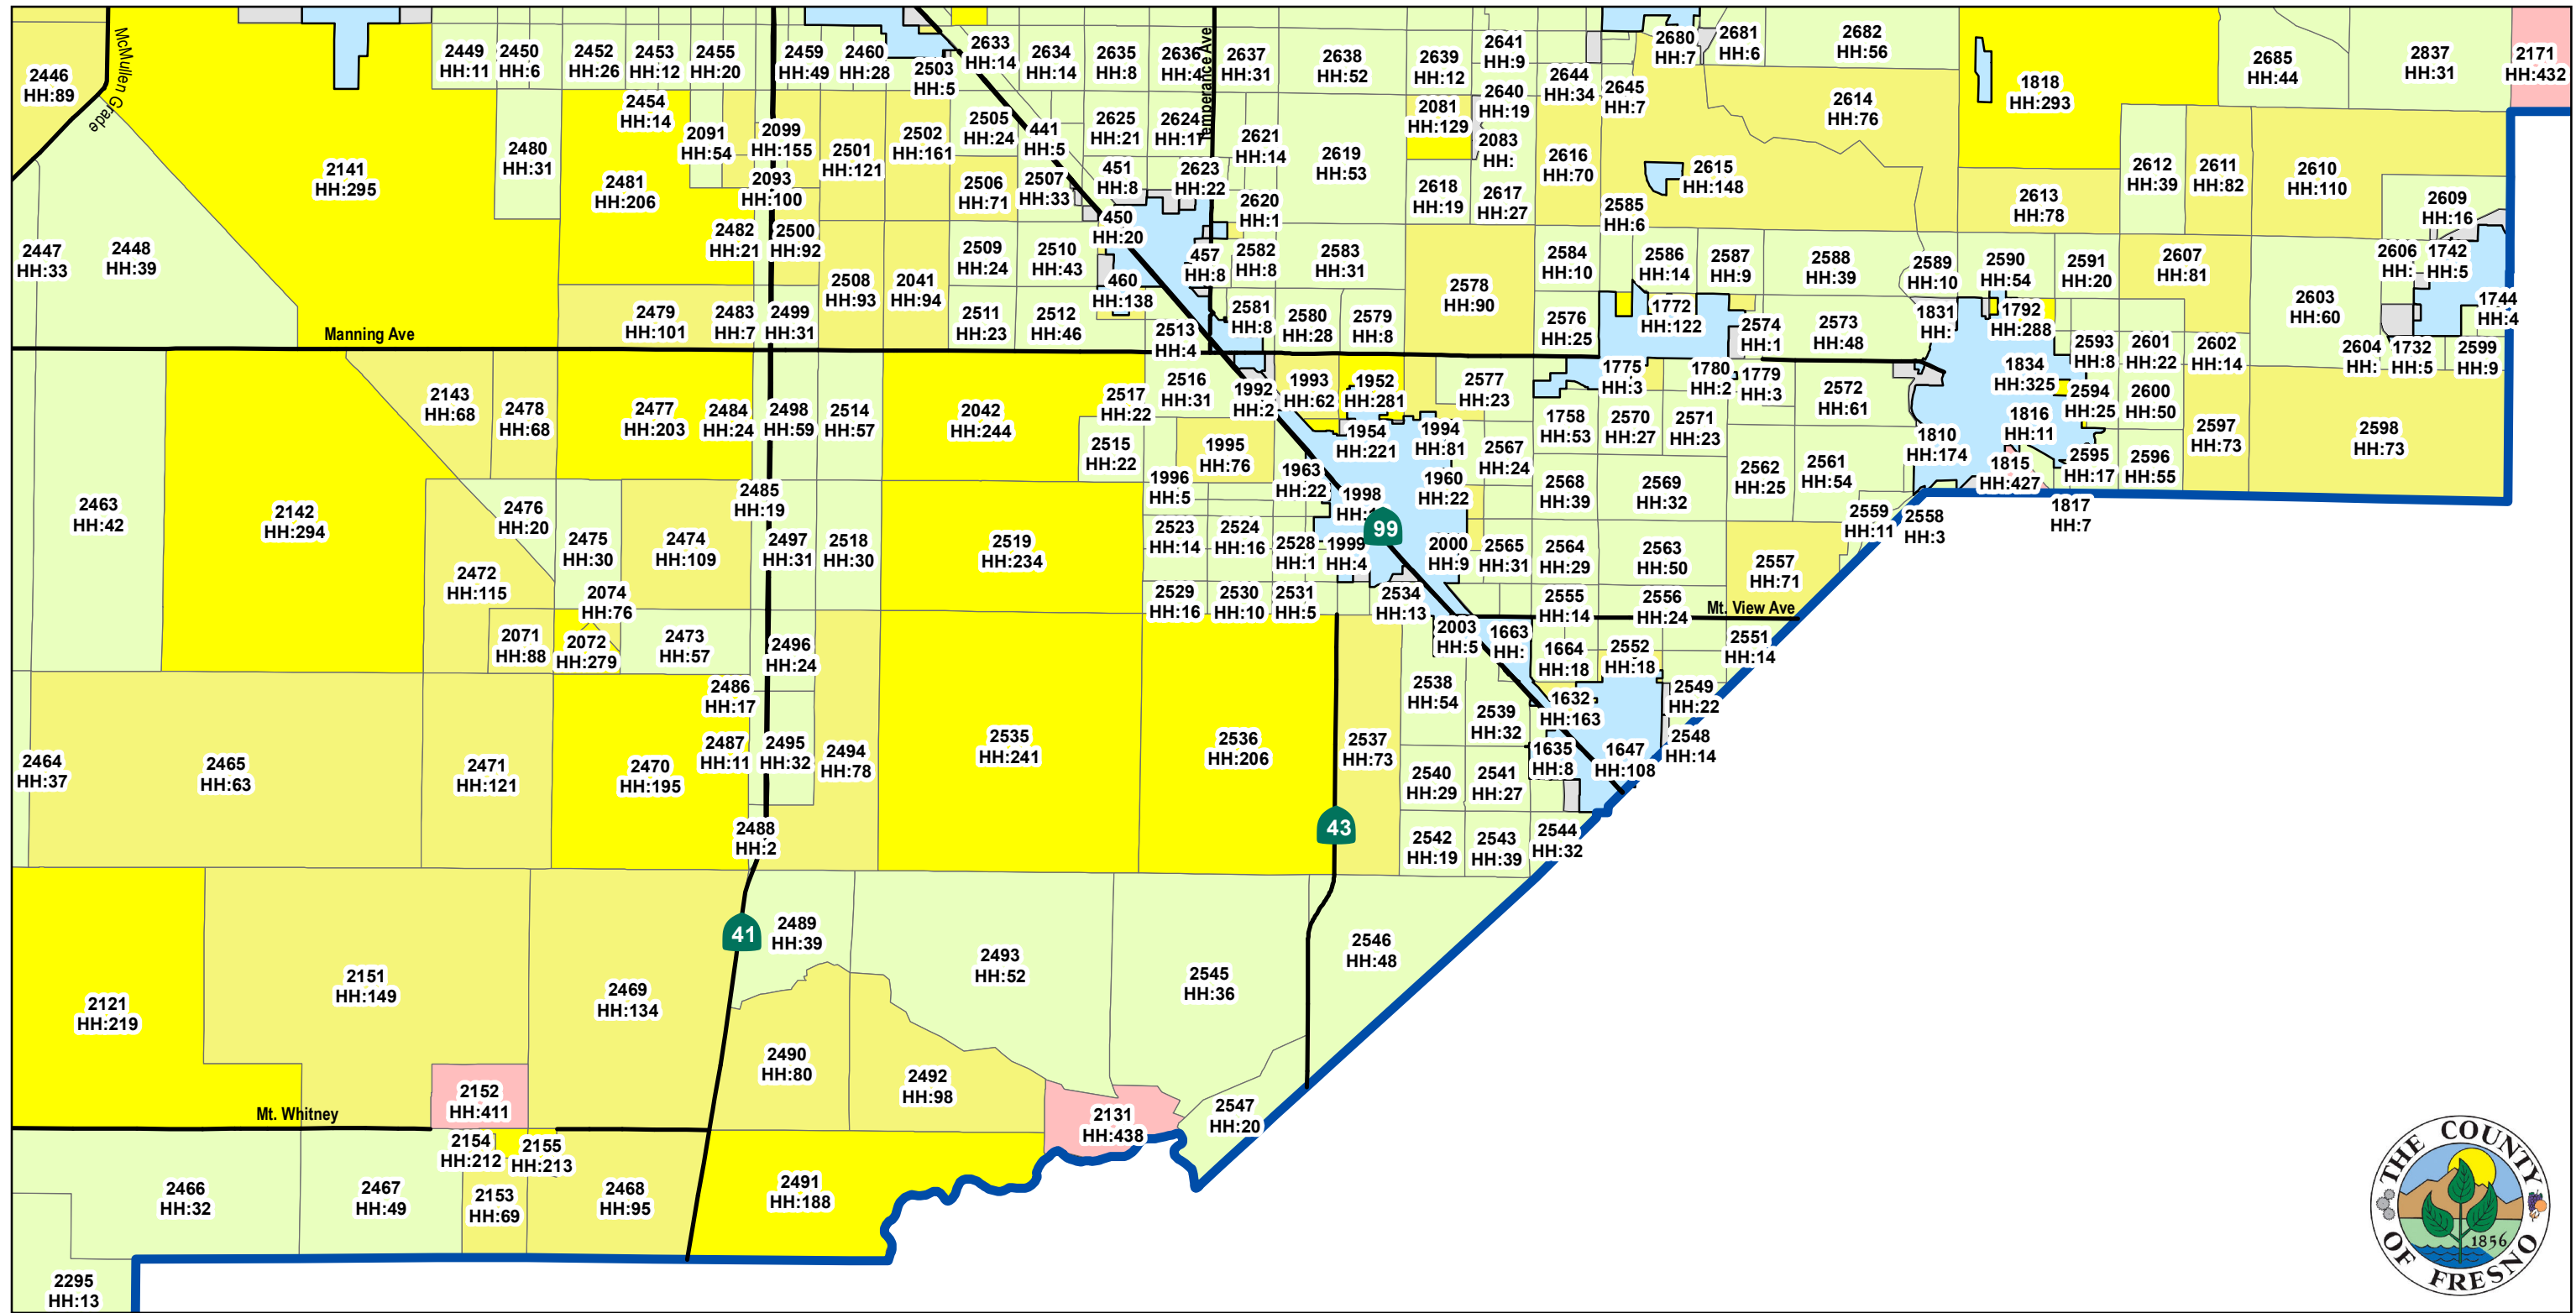 McMullen Grade
2446
HH:89
2449
HH:11
2450
HH:6
2452
HH:26
2453
HH:12
2455
HH:20
2459
HH:49
2460
HH:28
2503
HH:5
2633
HH:14
2634
HH:14
2635
HH:8
2636
HH:4
Temperance Ave
2637
HH:31
2638
HH:52
2639
HH:12
2641
HH:9
2680
HH:7
2681
HH:6
2682
HH:56
1818
HH:293
2685
HH:44
2837
HH:31
2171
HH:432
2454
HH:14
2480
HH:31
2091
HH:54
2099
HH:155
2501
HH:121
2502
HH:161
2505
HH:24
441
HH:5
2625
HH:21
2624
HH:17
2621
HH:14
2619
HH:53
2081
HH:129
2640
HH:19
2083
HH:
2644
HH:34
2645
HH:7
2614
HH:76
2141
HH:295
2481
HH:206
2093
HH:100
2506
HH:71
2507
HH:33
451
HH:8
2623
HH:22
2620
HH:1
2618
HH:19
2617
HH:27
2616
HH:70
2615
HH:148
2585
HH:6
2613
HH:78
2612
HH:39
2611
HH:82
2610
HH:110
2609
HH:16
2447
HH:33
2448
HH:39
2482
HH:21
2500
HH:92
2508
HH:93
2041
HH:94
2509
HH:24
2510
HH:43
450
HH:20
457
HH:8
460
HH:138
2582
HH:8
2583
HH:31
2578
HH:90
2584
HH:10
2586
HH:14
2587
HH:9
2588
HH:39
2589
HH:10
2590
HH:54
2591
HH:20
2607
HH:81
2603
HH:60
2606
HH:
1742
HH:5
1744
HH:4
2479
HH:101
2483
HH:7
2499
HH:31
2511
HH:23
2512
HH:46
2513
HH:4
2581
HH:8
2580
HH:28
2579
HH:8
2576
HH:25
1772
HH:122
2574
HH:1
2573
HH:48
1831
HH:
1792
HH:288
2593
HH:8
2601
HH:22
2602
HH:14
2604
HH:
1732
HH:5
2599
HH:9
Manning Ave
2143
HH:68
2478
HH:68
2477
HH:203
2484
HH:24
2498
HH:59
2514
HH:57
2042
HH:244
2517
HH:22
2516
HH:31
1992
HH:2
1993
HH:62
1952
HH:281
2577
HH:23
1775
HH:3
1780
HH:2
1779
HH:3
2572
HH:61
1834
HH:325
2594
HH:25
2600
HH:50
2597
HH:73
2598
HH:73
2515
HH:22
1995
HH:76
1954
HH:221
1994
HH:81
2567
HH:24
1758
HH:53
2570
HH:27
2571
HH:23
1810
HH:174
1816
HH:11
1815
HH:427
2595
HH:17
2596
HH:55
2463
HH:42
2142
HH:294
2476
HH:20
2475
HH:30
2474
HH:109
2485
HH:19
2497
HH:31
2518
HH:30
2519
HH:234
1996
HH:5
1963
HH:22
1998
99
1960
HH:22
2568
HH:39
2569
HH:32
2562
HH:25
2561
HH:54
2559
HH:11
2558
HH:3
1817
HH:7
2523
HH:14
2524
HH:16
2528
HH:1
1999
HH:4
2000
HH:9
2565
HH:31
2564
HH:29
2563
HH:50
2557
HH:71
2472
HH:115
2074
HH:76
2529
HH:16
2530
HH:10
2531
HH:5
2534
HH:13
2555
HH:14
2556
HH:24
Mt. View Ave
2071
HH:88
2072
HH:279
2473
HH:57
2496
HH:24
2003
HH:5
1663
HH:
1664
HH:18
2552
HH:18
2551
HH:14
2464
HH:37
2465
HH:63
2471
HH:121
2470
HH:195
2486
HH:17
2487
HH:11
2495
HH:32
2494
HH:78
2535
HH:241
2536
HH:206
2537
HH:73
2538
HH:54
2539
HH:32
1632
HH:163
2549
HH:22
2548
HH:14
1635
HH:8
1647
HH:108
2540
HH:29
2541
HH:27
43
2488
HH:2
2542
HH:19
2543
HH:39
2544
HH:32
41
2489
HH:39
2493
HH:52
2545
HH:36
2546
HH:48
2121
HH:219
2151
HH:149
2469
HH:134
2490
HH:80
2492
HH:98
2152
HH:411
2131
HH:438
2547
HH:20
Mt. Whitney
2154
HH:212
2155
HH:213
2466
HH:32
2467
HH:49
2153
HH:69
2468
HH:95
2491
HH:188
2295
HH:13
THE COUNTY
OF FRESNO
1856